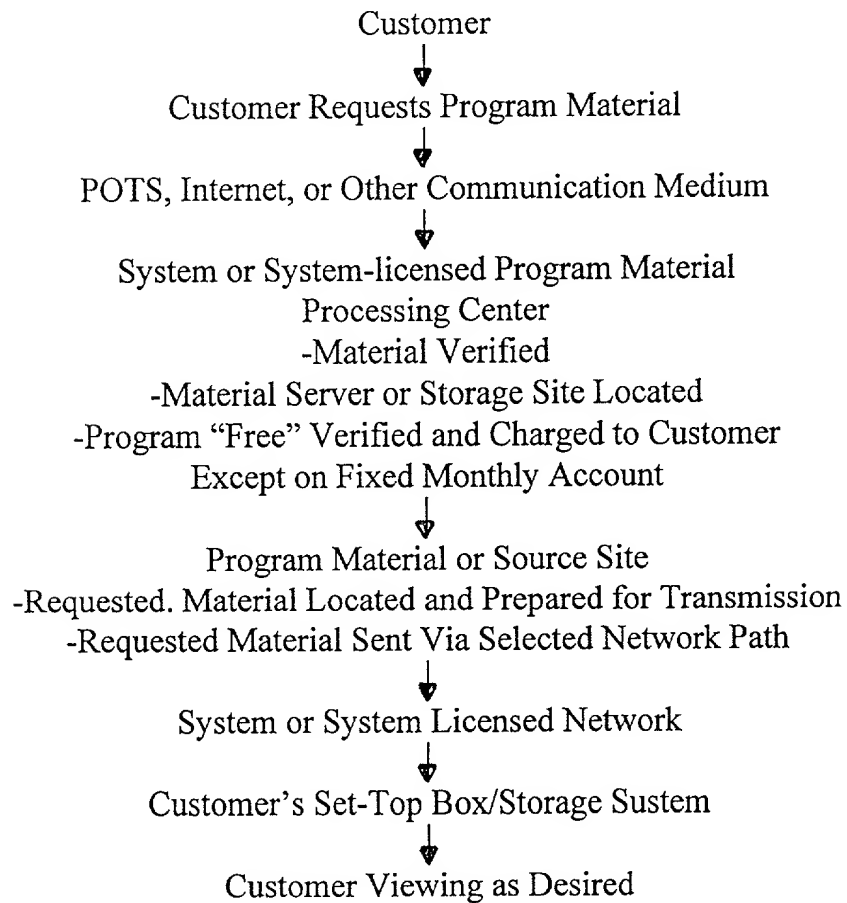 Customer
Customer Requests Program Material
POTS, Internet, or Other Communication Medium
System or System-licensed Program Material
Processing Center
-Material Verified
-Material Server or Storage Site Located
-Program “Free” Verified and Charged to Customer
Except on Fixed Monthly Account
Program Material or Source Site
-Requested. Material Located and Prepared for Transmission
-Requested Material Sent Via Selected Network Path
System or System Licensed Network
Customer’s Set-Top Box/Storage Sustem
Customer Viewing as Desired